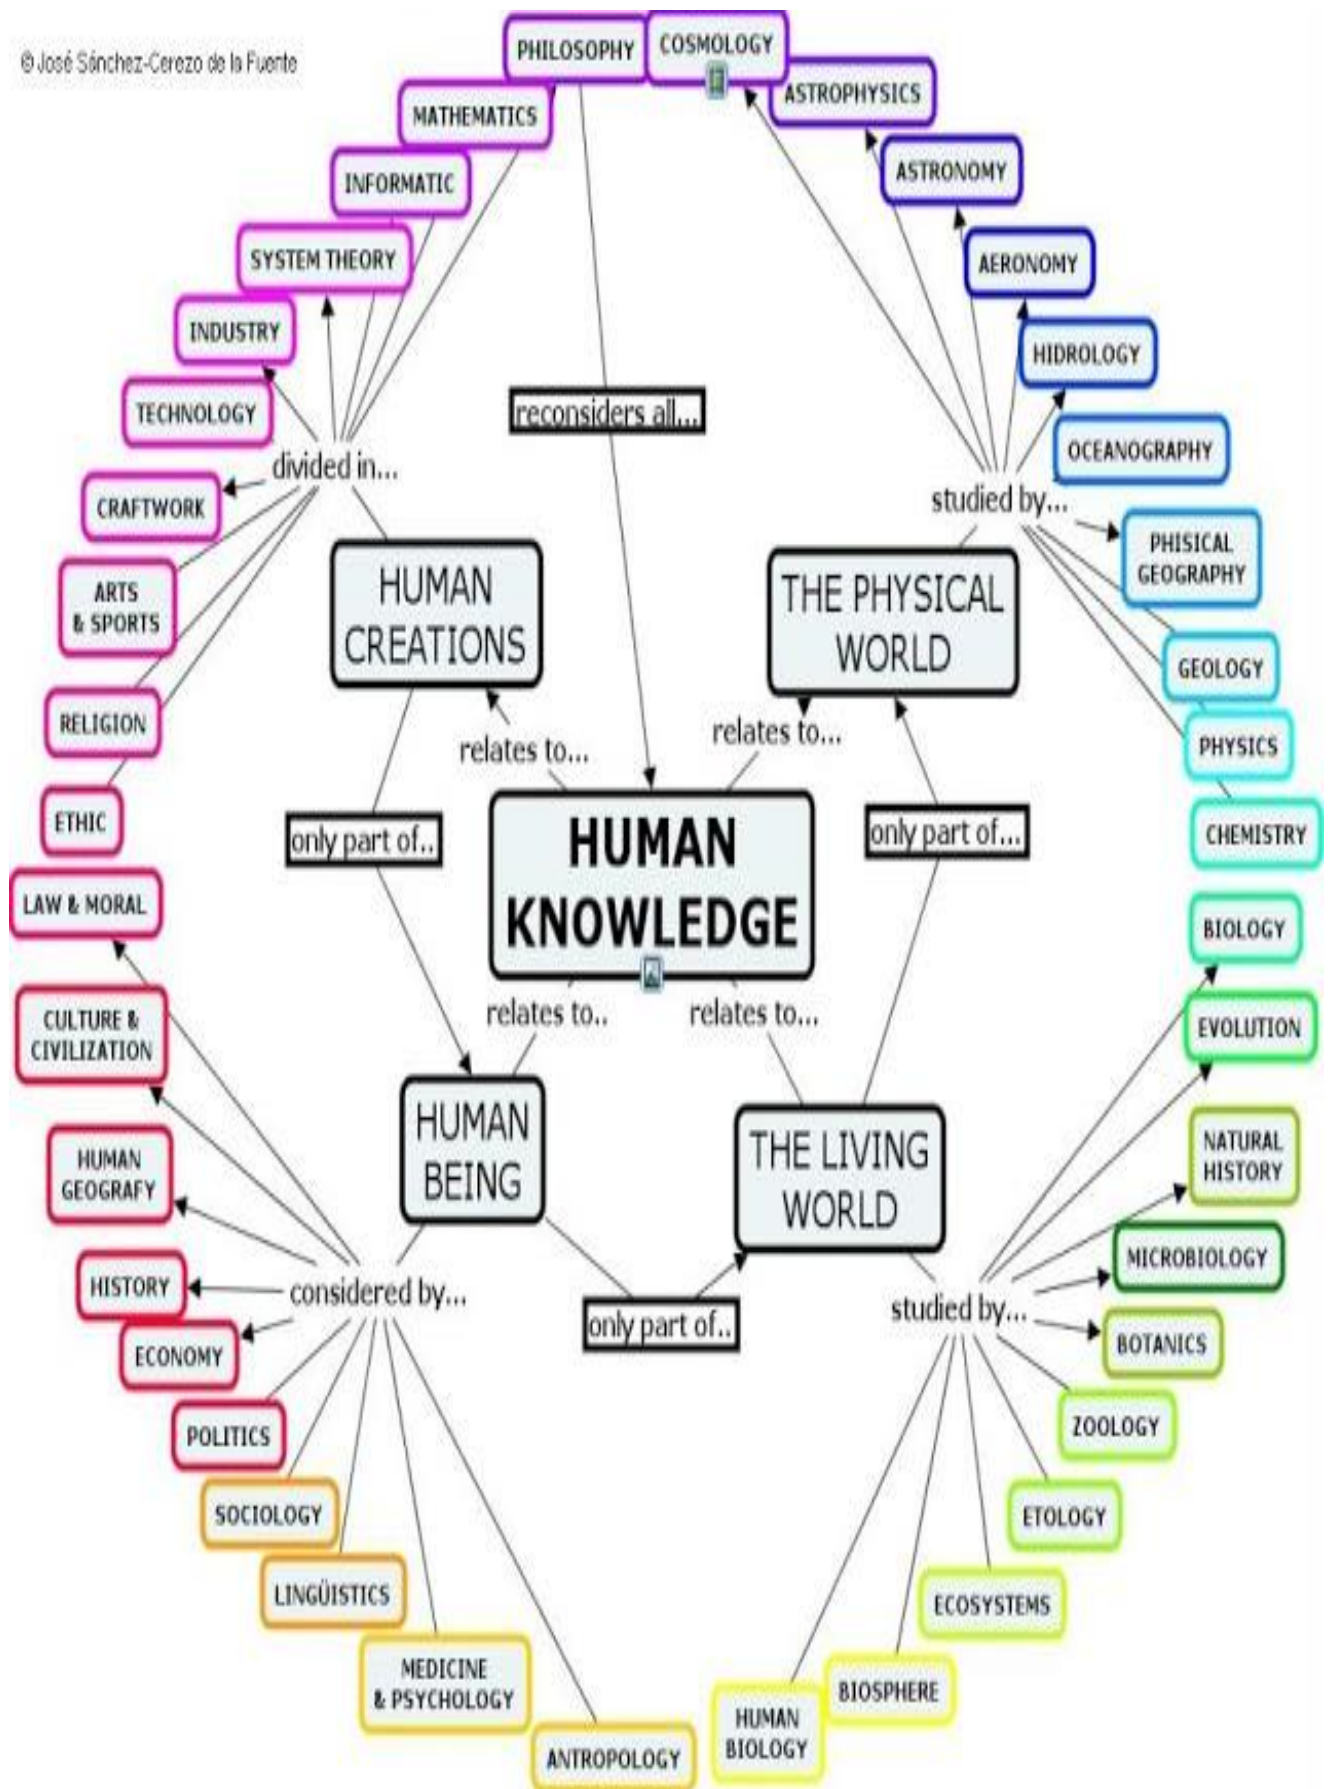 © José Sánchez-Cerezo de la Fuente
PHILOSOPHY
COSMOLOGY
MATHEMATICS
ASTROPHYSICS
INFORMATIC
ASTRONOMY
SYSTEM THEORY
AERONOMY
INDUSTRY
HIDROLOGY
TECHNOLOGY
reconsiders all...
OCEANOGRAPHY
divided in...
studied by...
CRAFTWORK
PHISICAL
GEOGRAPHY
ARTS
& SPORTS
HUMAN
CREATIONS
THE PHYSICAL
WORLD
GEOLOGY
RELIGION
relates to...
relates to...
PHYSICS
ETHIC
only part of..
HUMAN
KNOWLEDGE
only part of...
CHEMISTRY
LAW & MORAL
BIOLOGY
relates to..
relates to...
CULTURE &
CIVILIZATION
EVOLUTION
HUMAN
BEING
THE LIVING
WORLD
HUMAN
GEOGRAFY
NATURAL
HISTORY
HISTORY
considered by...
only part of..
studied by...
MICROBIOLOGY
ECONOMY
BOTANICS
POLITICS
ZOOLOGY
SOCIOLOGY
ETOLOGY
LINGÜISTICS
ECOSYSTEMS
MEDICINE
& PSYCHOLOGY
BIOSPHERE
ANTROPOLOGY
HUMAN
BIOLOGY